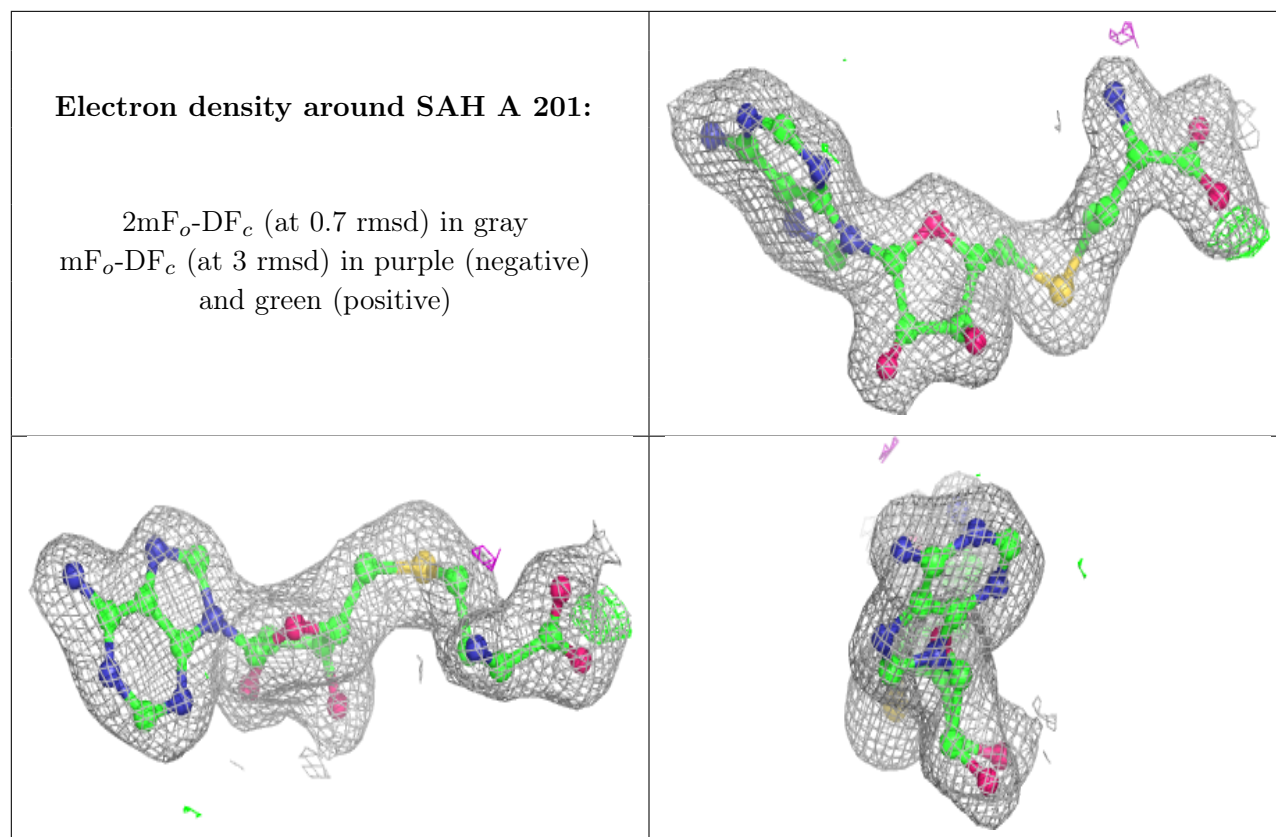 Electron density around SAH A 201:
2mFo-DFc (at 0.7 rmsd) in gray
mFo-DFc (at 3 rmsd) in purple (negative)
and green (positive)